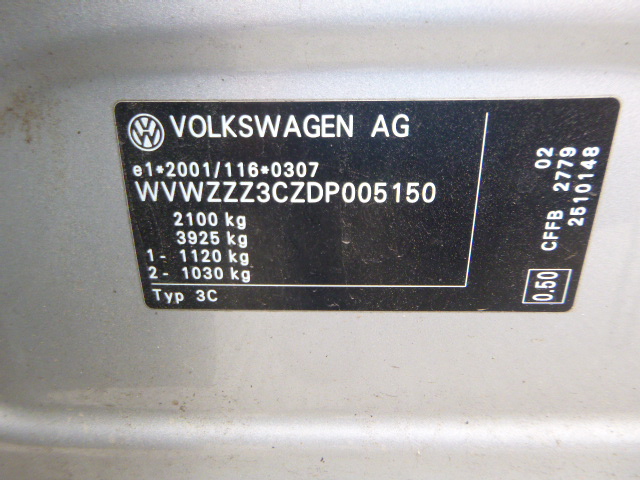 VOLKSWAGEN AG
e1*2001/116*0307
WVWZZZ3CZDP005150
2100 kg
3925 kg
1- 1120 kg
2- 1030 kg
Typ 3C
02
CFFB 2779
2510148
0.50